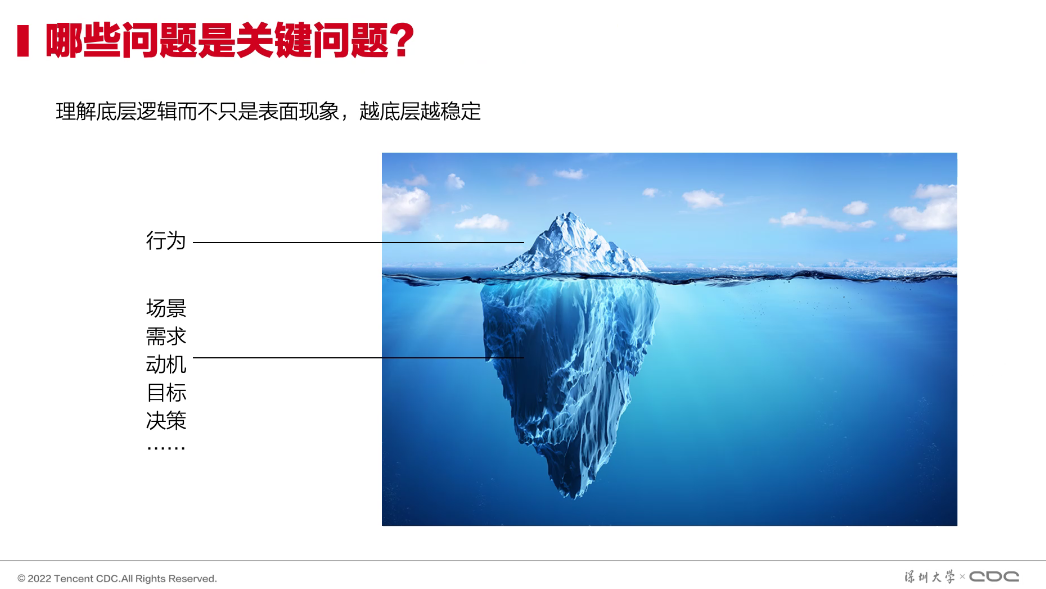 哪些问题是关键问题？
理解底层逻辑而不只是表面现象，越底层越稳定
行为
场景
需求
动机
目标
决策
……
© 2022 Tencent CDC.All Rights Reserved.
深圳大学 × CDC